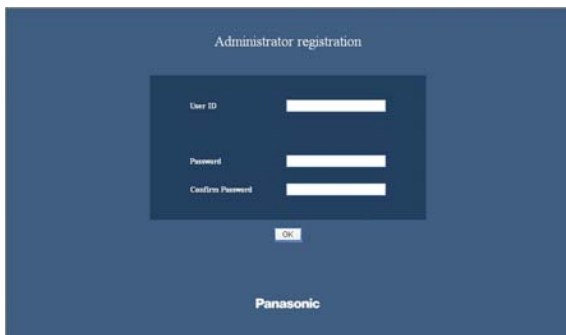 Administrator registration
User ID
Password
Confirm Password
OK
Panasonic